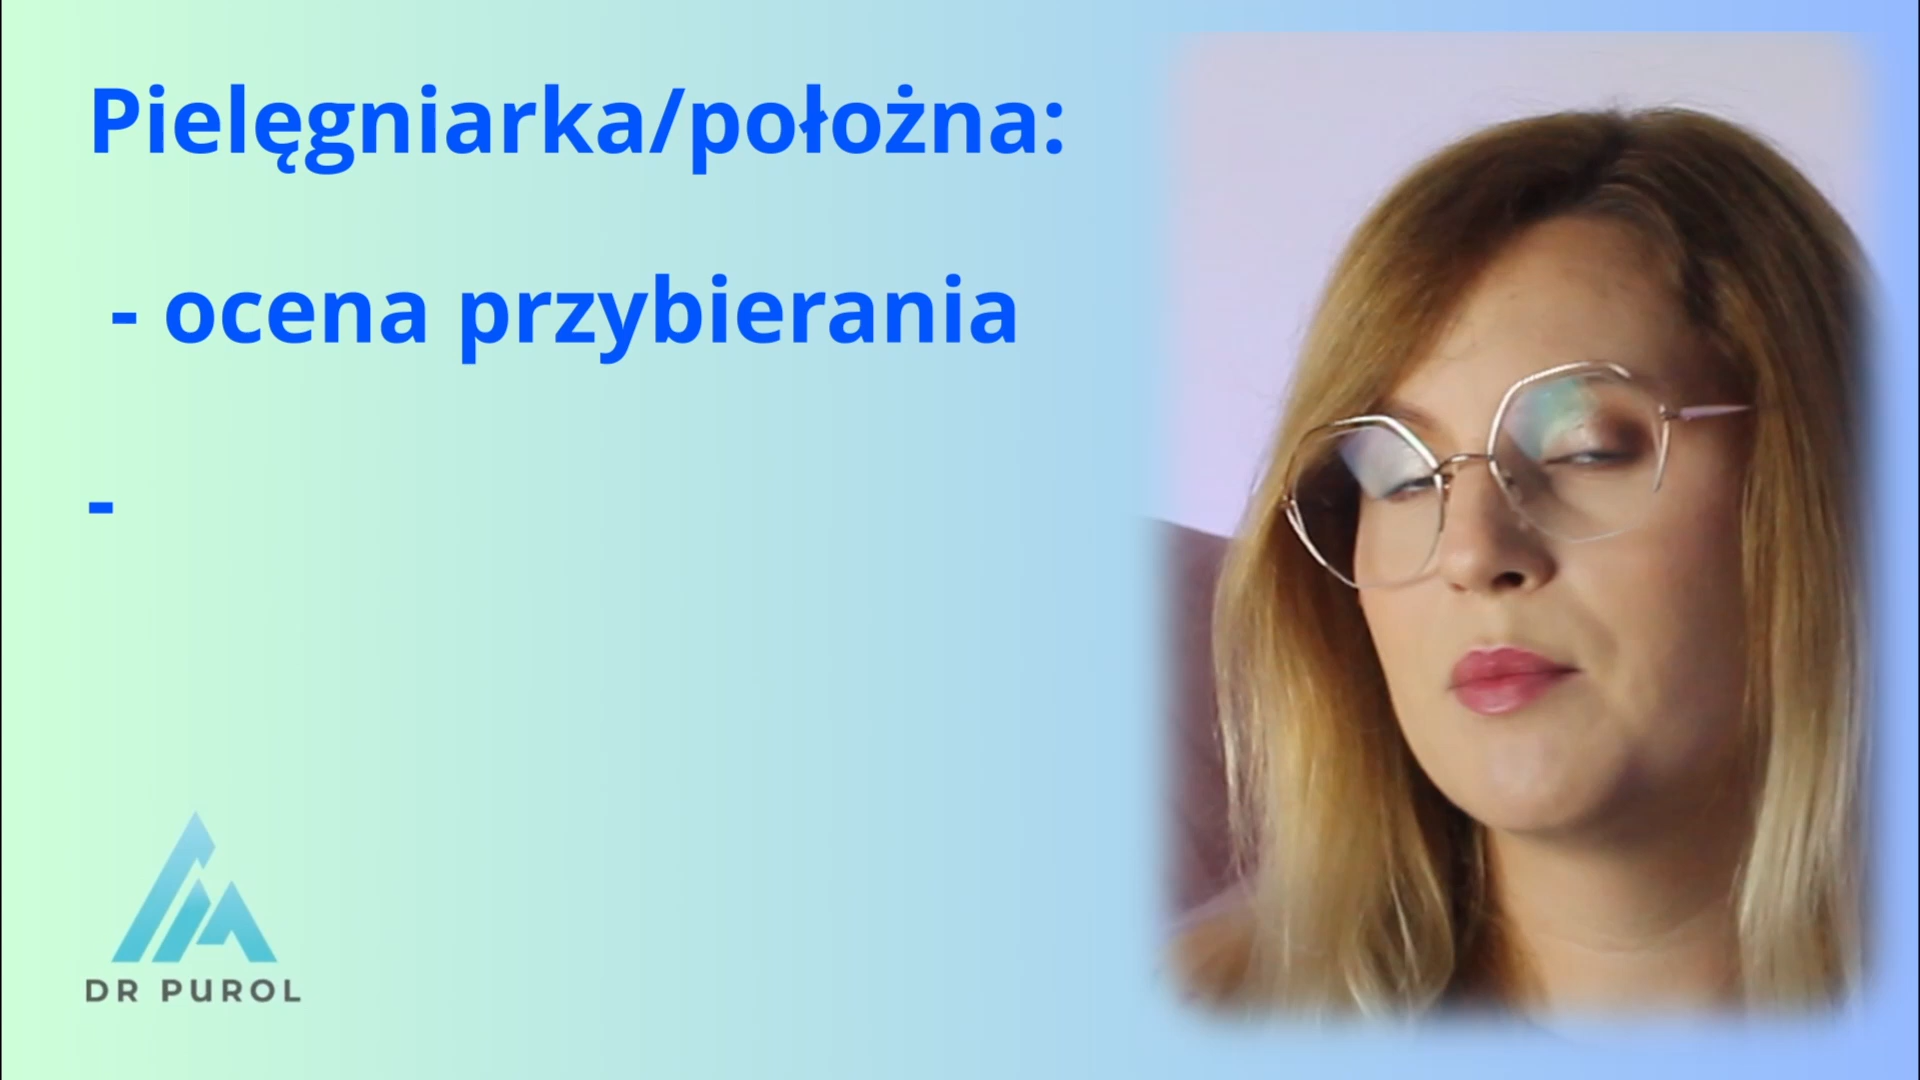 Pielęgniarka/położna:
- ocena przybierania
-
DR PUROL